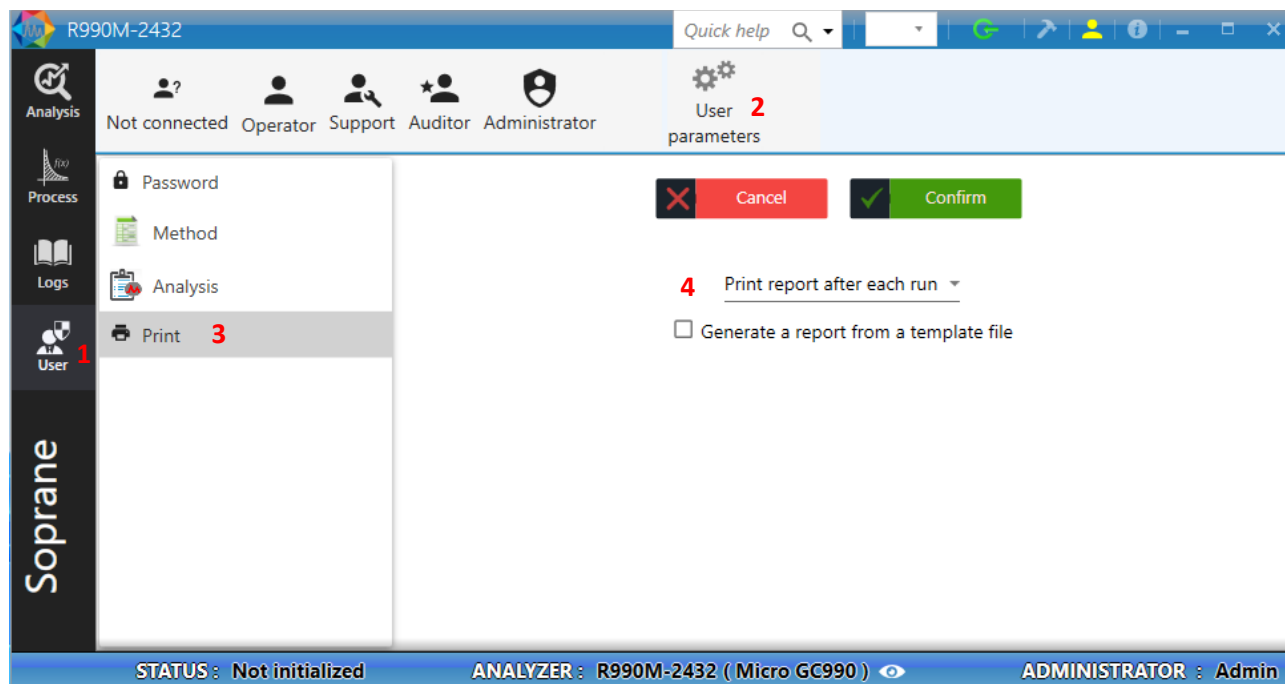 R990M-2432
Quick help
Analysis
Process
Logs
User 1
Soprane
Not connected
Operator
Support
Auditor
Administrator
User 2
parameters
Password
Method
Analysis
Print 3
Cancel
Confirm
4 Print report after each run
Generate a report from a template file
STATUS : Not initialized
ANALYZER : R990M-2432 ( Micro GC990 )
ADMINISTRATOR : Admin